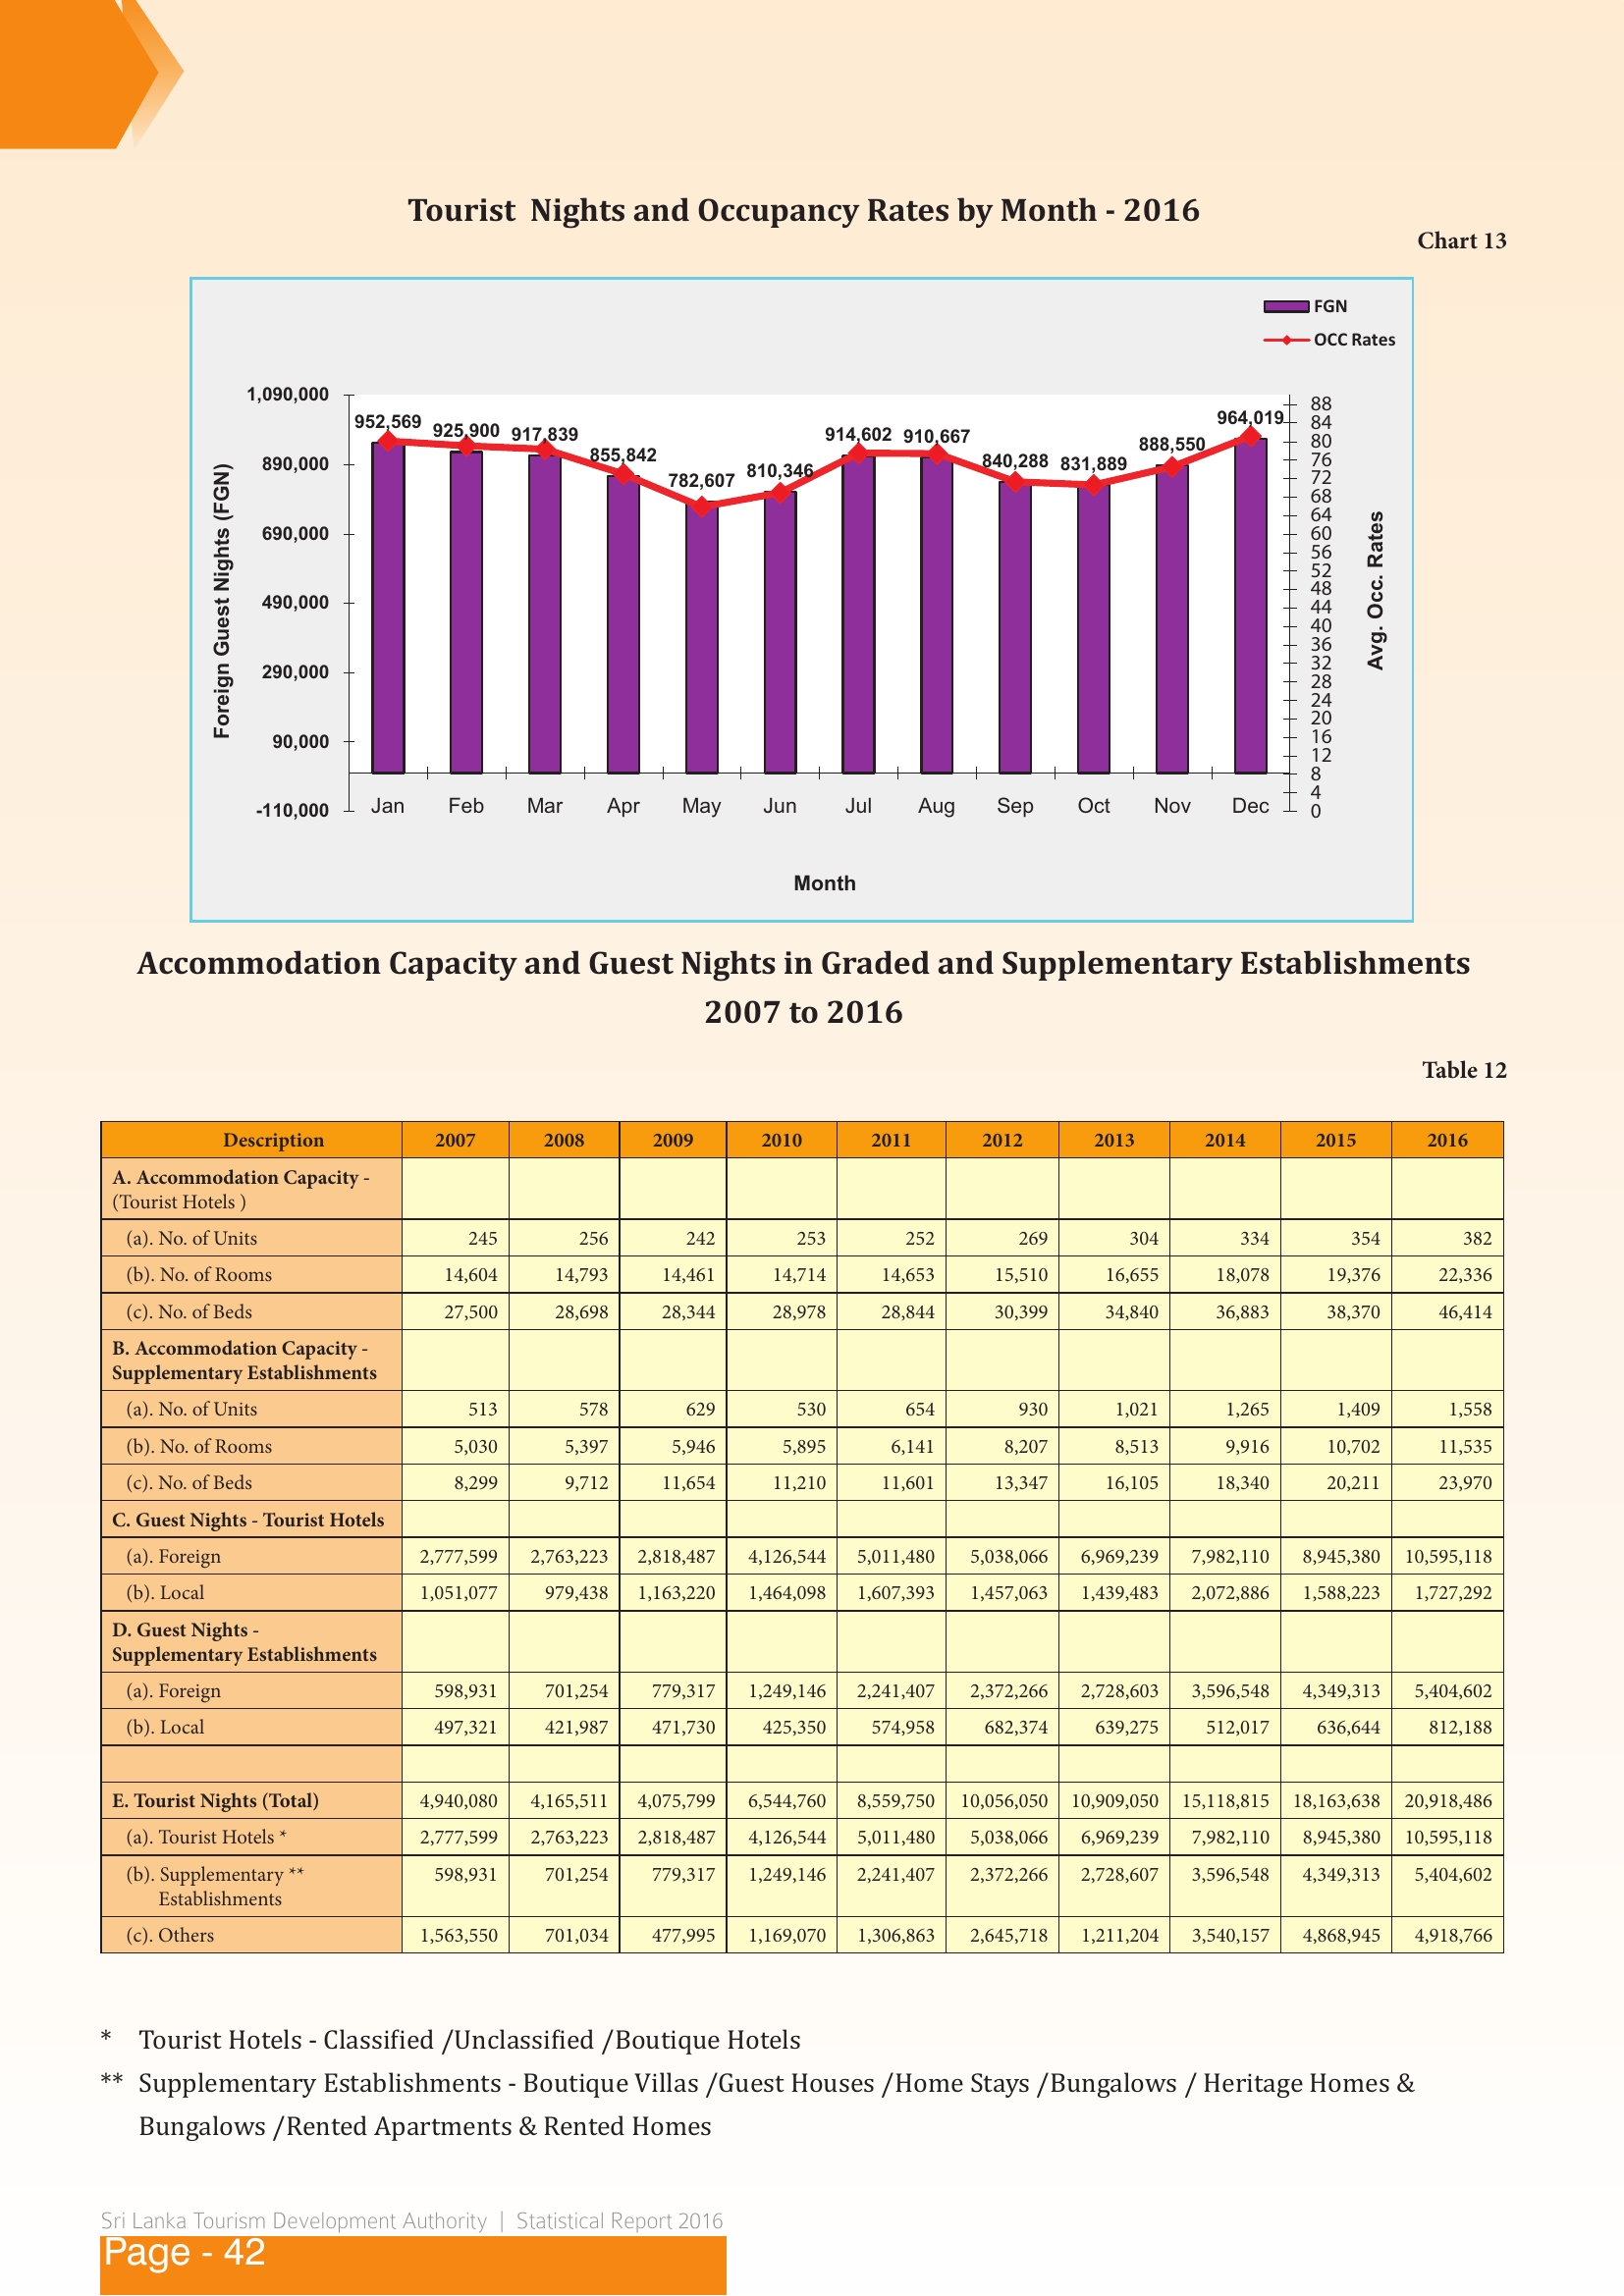 Tourist Nights and Occupancy Rates by Month - 2016
Chart 13
FGN
OCC Rates
1,090,000
890,000
690,000
490,000
290,000
90,000
-110,000
Foreign Guest Nights (FGN)
952,569
925,900
917,839
855,842
782,607
810,346
914,602
910,667
840,288
831,889
888,550
964,019
88
84
80
76
72
68
64
60
56
52
48
44
40
36
32
28
24
20
16
12
8
4
0
Avg. Occ. Rates
Jan Feb Mar Apr May Jun Jul Aug Sep Oct Nov Dec
Month
Accommodation Capacity and Guest Nights in Graded and Supplementary Establishments
2007 to 2016
Table 12
Description 2007 2008 2009 2010 2011 2012 2013 2014 2015 2016
A. Accommodation Capacity -
(Tourist Hotels )
(a). No. of Units 245 256 242 253 252 269 304 334 354 382
(b). No. of Rooms 14,604 14,793 14,461 14,714 14,653 15,510 16,655 18,078 19,376 22,336
(c). No. of Beds 27,500 28,698 28,344 28,978 28,844 30,399 34,840 36,883 38,370 46,414
B. Accommodation Capacity -
Supplementary Establishments
(a). No. of Units 513 578 629 530 654 930 1,021 1,265 1,409 1,558
(b). No. of Rooms 5,030 5,397 5,946 5,895 6,141 8,207 8,513 9,916 10,702 11,535
(c). No. of Beds 8,299 9,712 11,654 11,210 11,601 13,347 16,105 18,340 20,211 23,970
C. Guest Nights - Tourist Hotels
(a). Foreign 2,777,599 2,763,223 2,818,487 4,126,544 5,011,480 5,038,066 6,969,239 7,982,110 8,945,380 10,595,118
(b). Local 1,051,077 979,438 1,163,220 1,464,098 1,607,393 1,457,063 1,439,483 2,072,886 1,588,223 1,727,292
D. Guest Nights -
Supplementary Establishments
(a). Foreign 598,931 701,254 779,317 1,249,146 2,241,407 2,372,266 2,728,603 3,596,548 4,349,313 5,404,602
(b). Local 497,321 421,987 471,730 425,350 574,958 682,374 639,275 512,017 636,644 812,188
E. Tourist Nights (Total) 4,940,080 4,165,511 4,075,799 6,544,760 8,559,750 10,056,050 10,909,050 15,118,815 18,163,638 20,918,486
(a). Tourist Hotels * 2,777,599 2,763,223 2,818,487 4,126,544 5,011,480 5,038,066 6,969,239 7,982,110 8,945,380 10,595,118
(b). Supplementary ** 598,931 701,254 779,317 1,249,146 2,241,407 2,372,266 2,728,607 3,596,548 4,349,313 5,404,602
Establishments
(c). Others 1,563,550 701,034 477,995 1,169,070 1,306,863 2,645,718 1,211,204 3,540,157 4,868,945 4,918,766
* Tourist Hotels - Classified /Unclassified /Boutique Hotels
** Supplementary Establishments - Boutique Villas /Guest Houses /Home Stays /Bungalows / Heritage Homes &
Bungalows /Rented Apartments & Rented Homes
Sri Lanka Tourism Development Authority | Statistical Report 2016
Page - 42